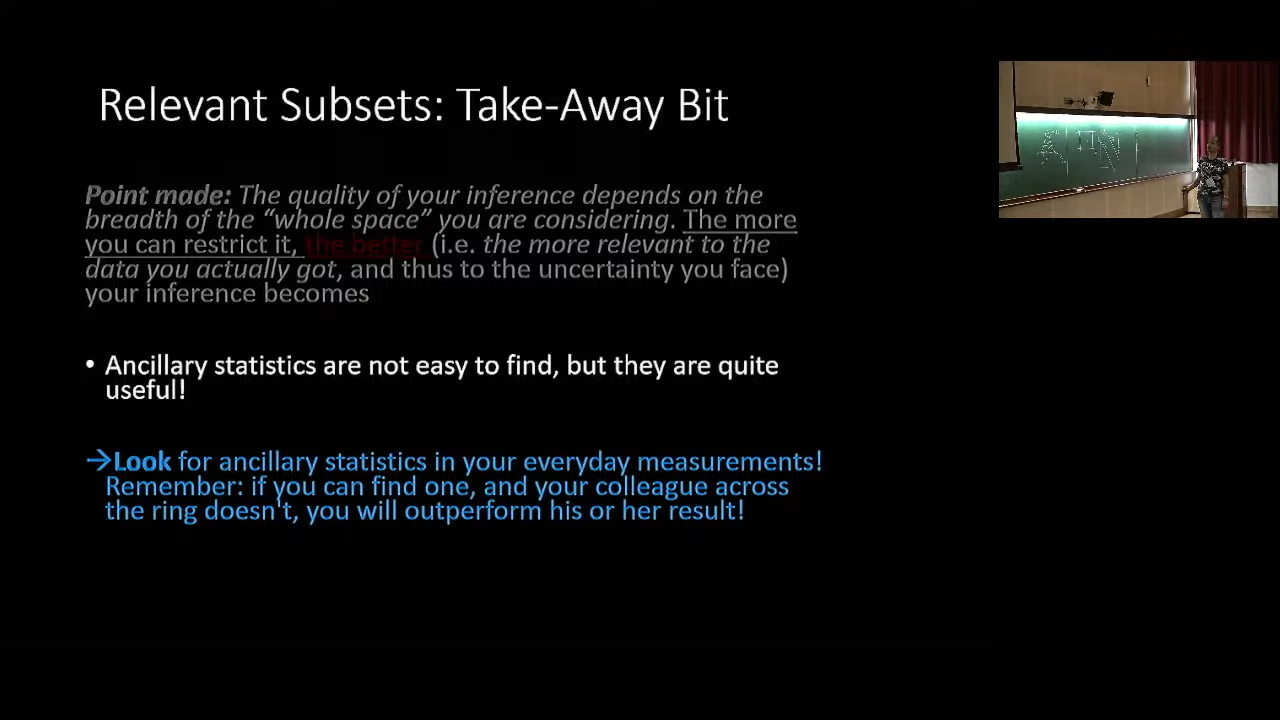 Relevant Subsets: Take-Away Bit
Point made: The quality of your inference depends on the
breadth of the “whole space” you are considering. The more
you can restrict it, the better (i.e. the more relevant to the
data you actually got, and thus to the uncertainty you face)
your inference becomes
• Ancillary statistics are not easy to find, but they are quite
useful!
→Look for ancillary statistics in your everyday measurements!
Remember: if you can find one, and your colleague across
the ring doesn't, you will outperform his or her result!